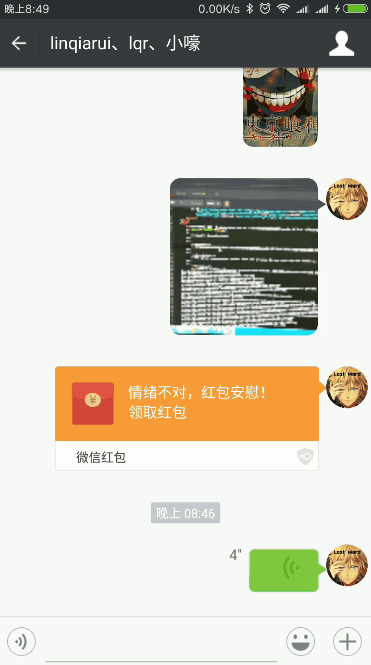 晚上8:49
0.00K/s
linqiarui、lqr、小嚎
東京喰種
情绪不对，红包安慰！
领取红包
微信红包
晚上 08:46
4"